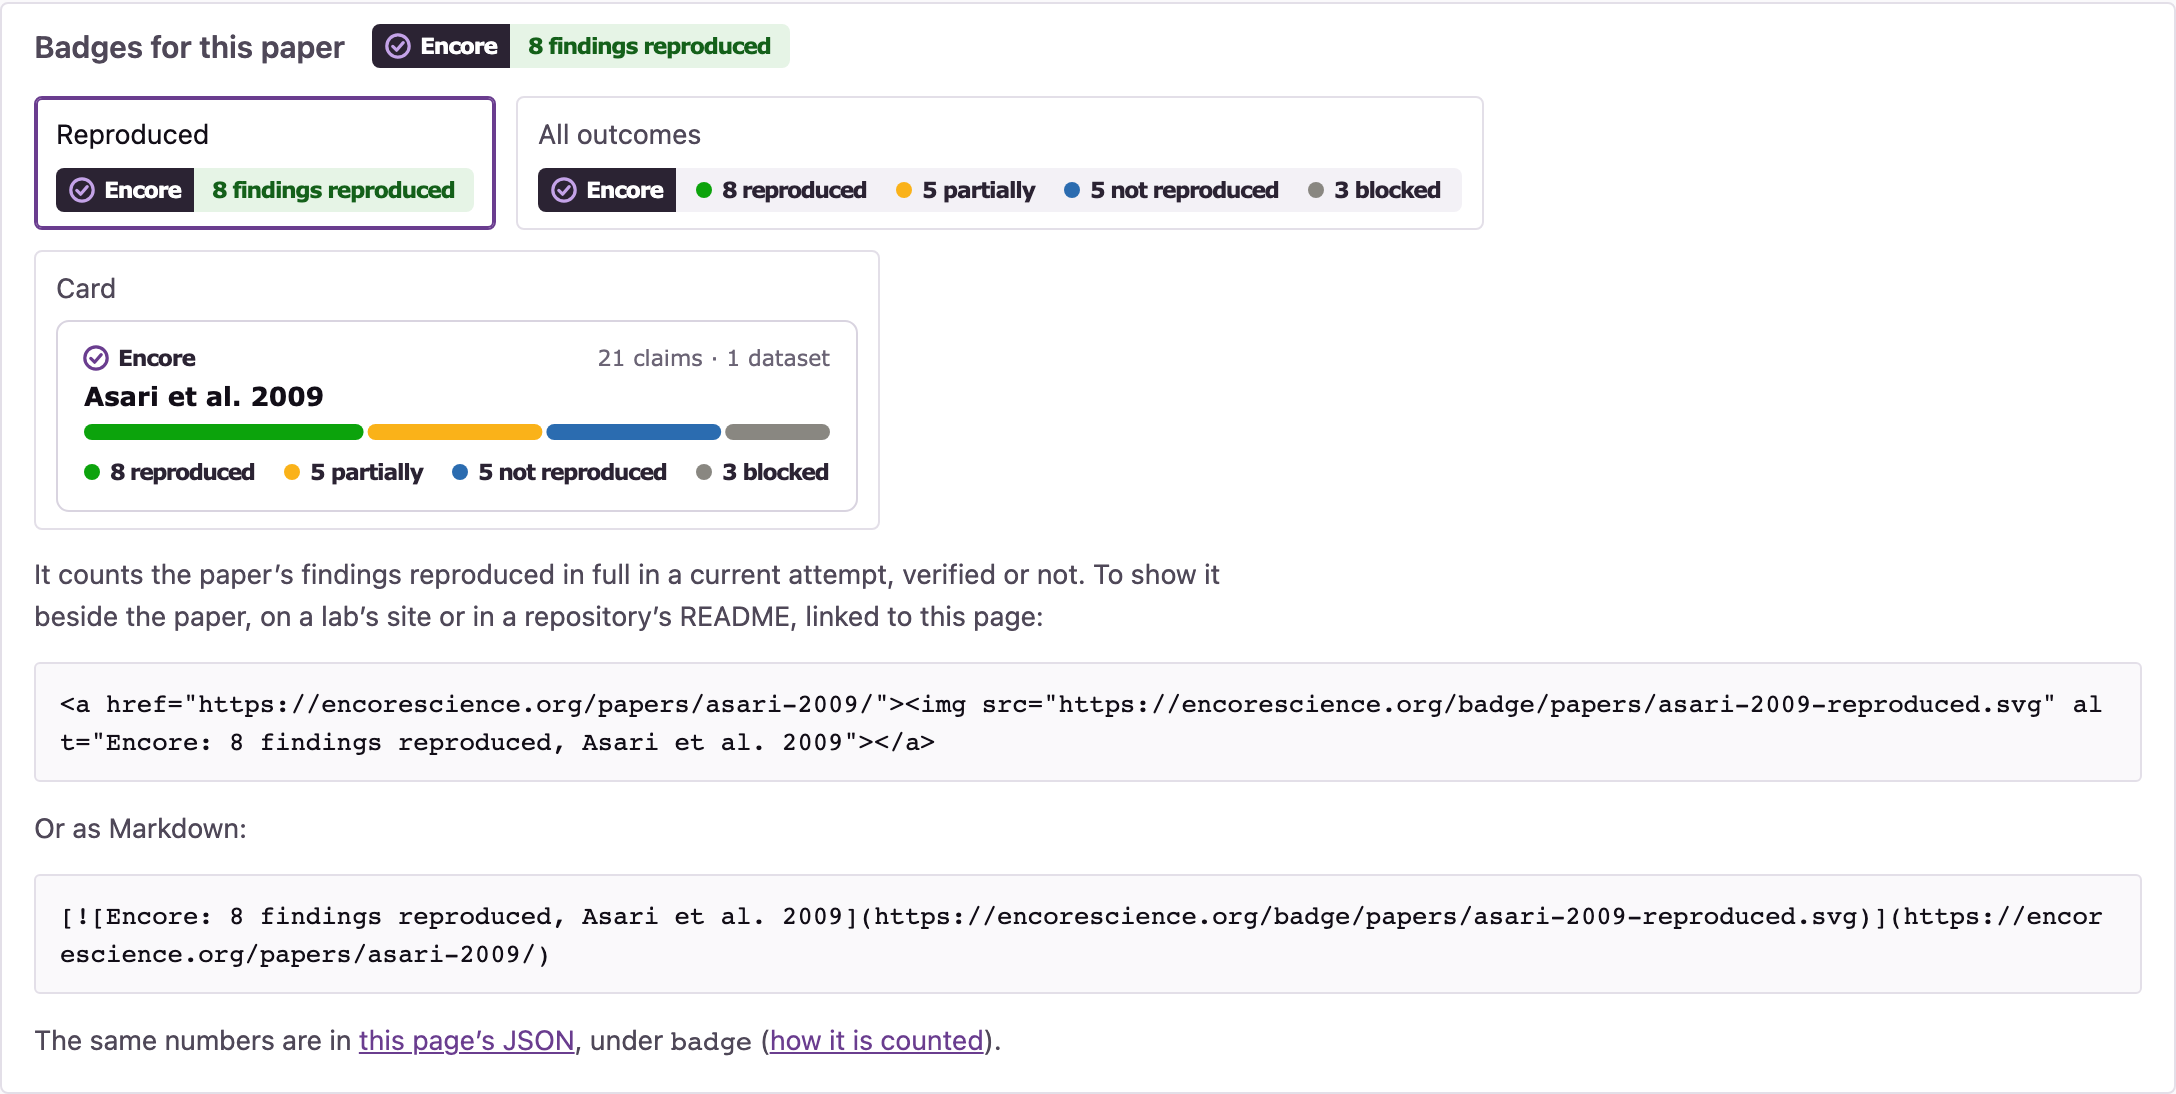 Badges for this paper
Encore 8 findings reproduced
Reproduced
Encore 8 findings reproduced
All outcomes
Encore 8 reproduced 5 partially 5 not reproduced 3 blocked
Card
Encore 21 claims · 1 dataset
Asari et al. 2009
8 reproduced 5 partially 5 not reproduced 3 blocked
It counts the paper’s findings reproduced in full in a current attempt, verified or not. To show it
beside the paper, on a lab’s site or in a repository’s README, linked to this page:
<a href="https://encorescience.org/papers/asari-2009/"><img src="https://encorescience.org/badge/papers/asari-2009-reproduced.svg" al
t="Encore: 8 findings reproduced, Asari et al. 2009"></a>
Or as Markdown:
[![Encore: 8 findings reproduced, Asari et al. 2009](https://encorescience.org/badge/papers/asari-2009-reproduced.svg)](https://encor
escience.org/papers/asari-2009/)
The same numbers are in this page’s JSON, under badge (how it is counted).